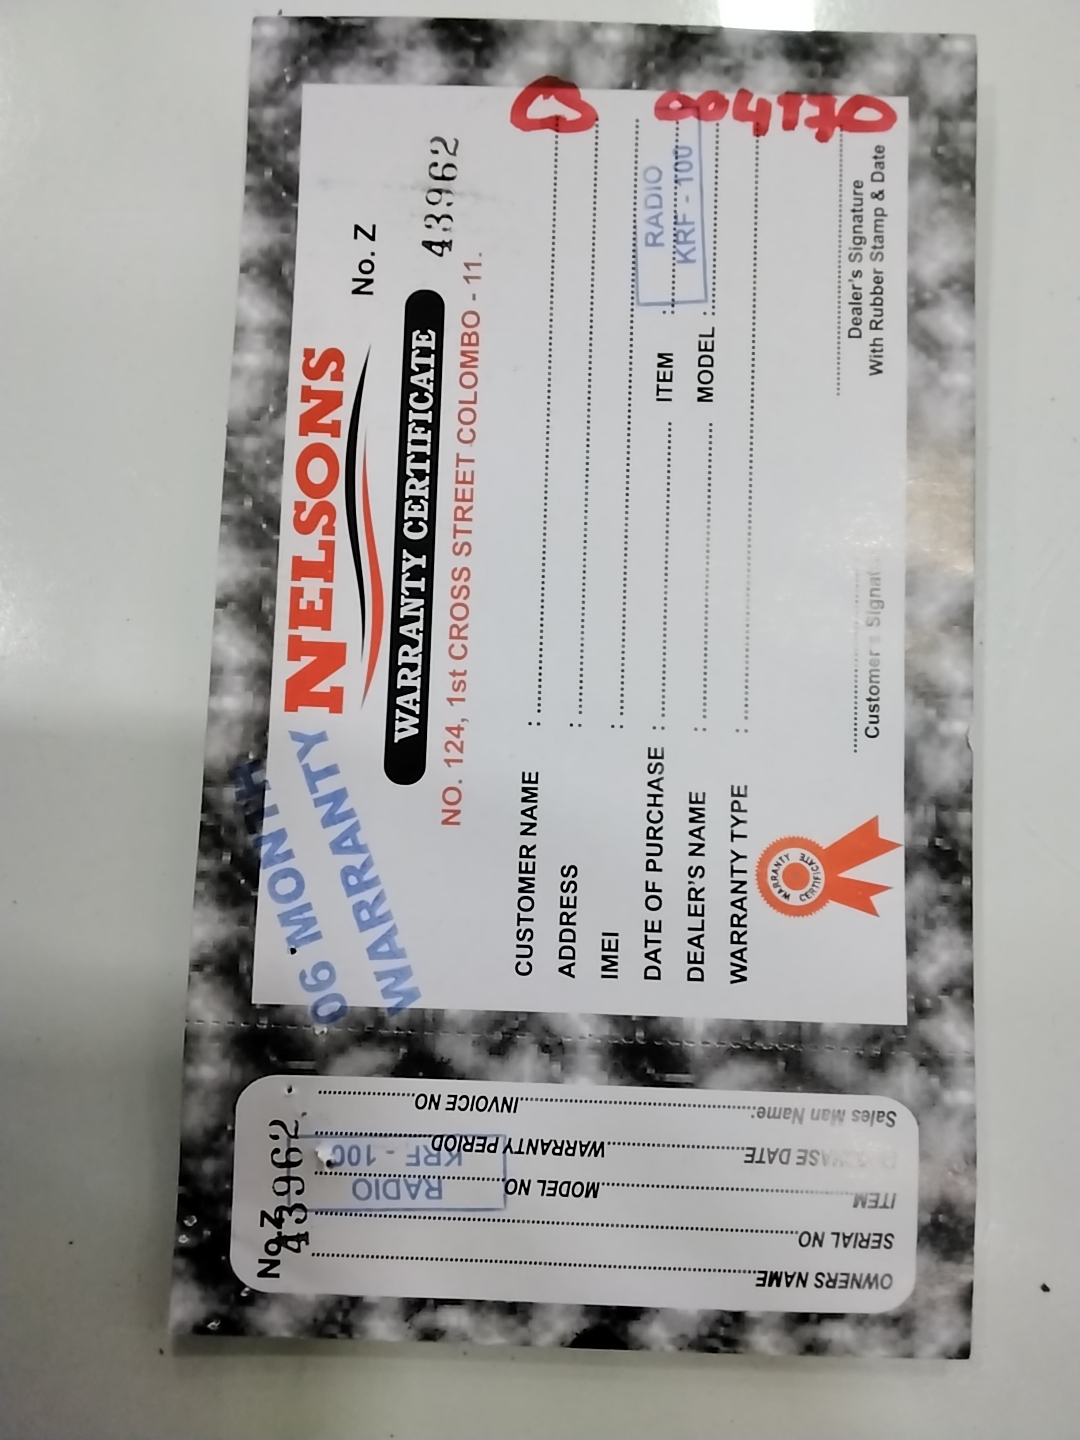 06 MONTH
WARRANTY
NELSONS
No. Z
43962
WARRANTY CERTIFICATE
NO. 124, 1st CROSS STREET COLOMBO - 11.
CUSTOMER NAME :
ADDRESS :
IMEI :
DATE OF PURCHASE : ITEM :
RADIO
KRF - 100
DEALER'S NAME : MODEL :
WARRANTY TYPE :
004170
WARRANTY CERTIFICATE
Customer's Signat
Dealer's Signature
With Rubber Stamp & Date
No.Z
43962
OWNERS NAME
SERIAL NO
ITEM MODEL NO
RADIO
KRF - 100
PURCHASE DATE WARRANTY PERIOD
Sales Man Name: INVOICE NO